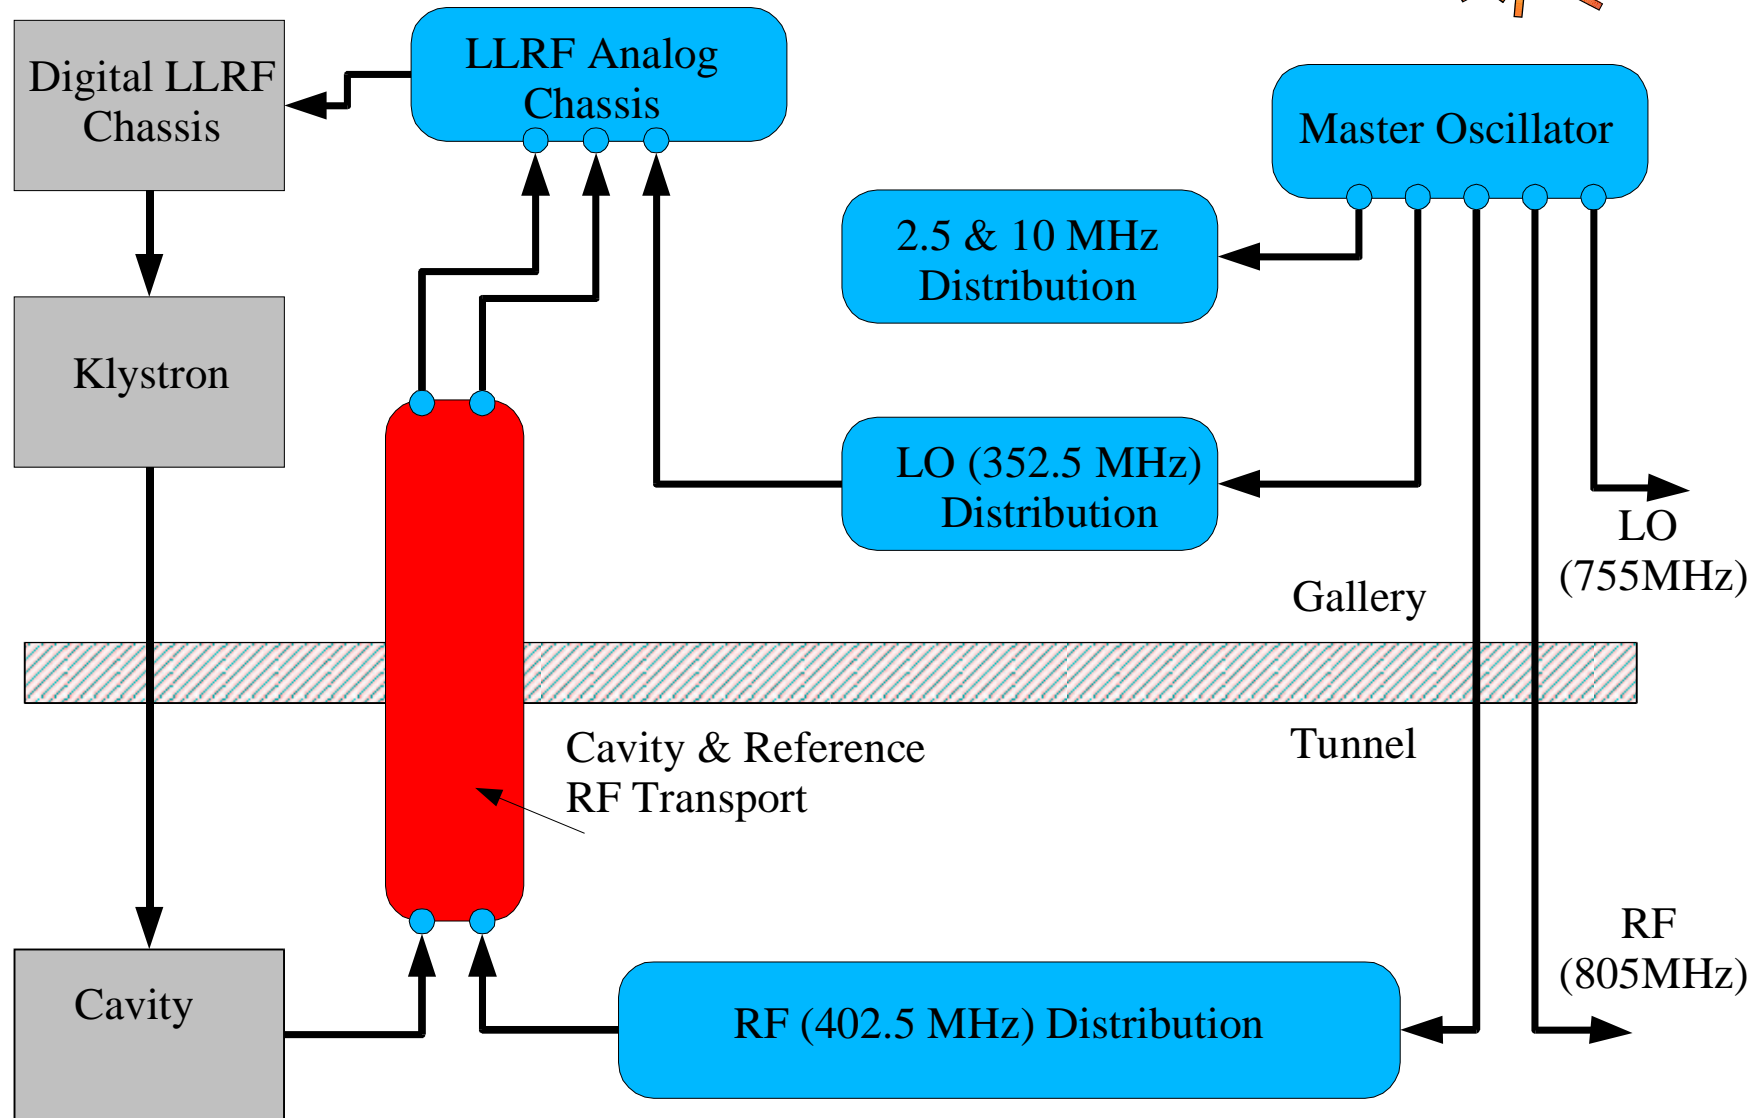 Digital LLRF
Chassis
LLRF Analog
Chassis
Master Oscillator
2.5 & 10 MHz
Distribution
Klystron
LO (352.5 MHz)
Distribution
LO
(755MHz)
Gallery
Tunnel
Cavity & Reference
RF Transport
RF
(805MHz)
Cavity
RF (402.5 MHz) Distribution